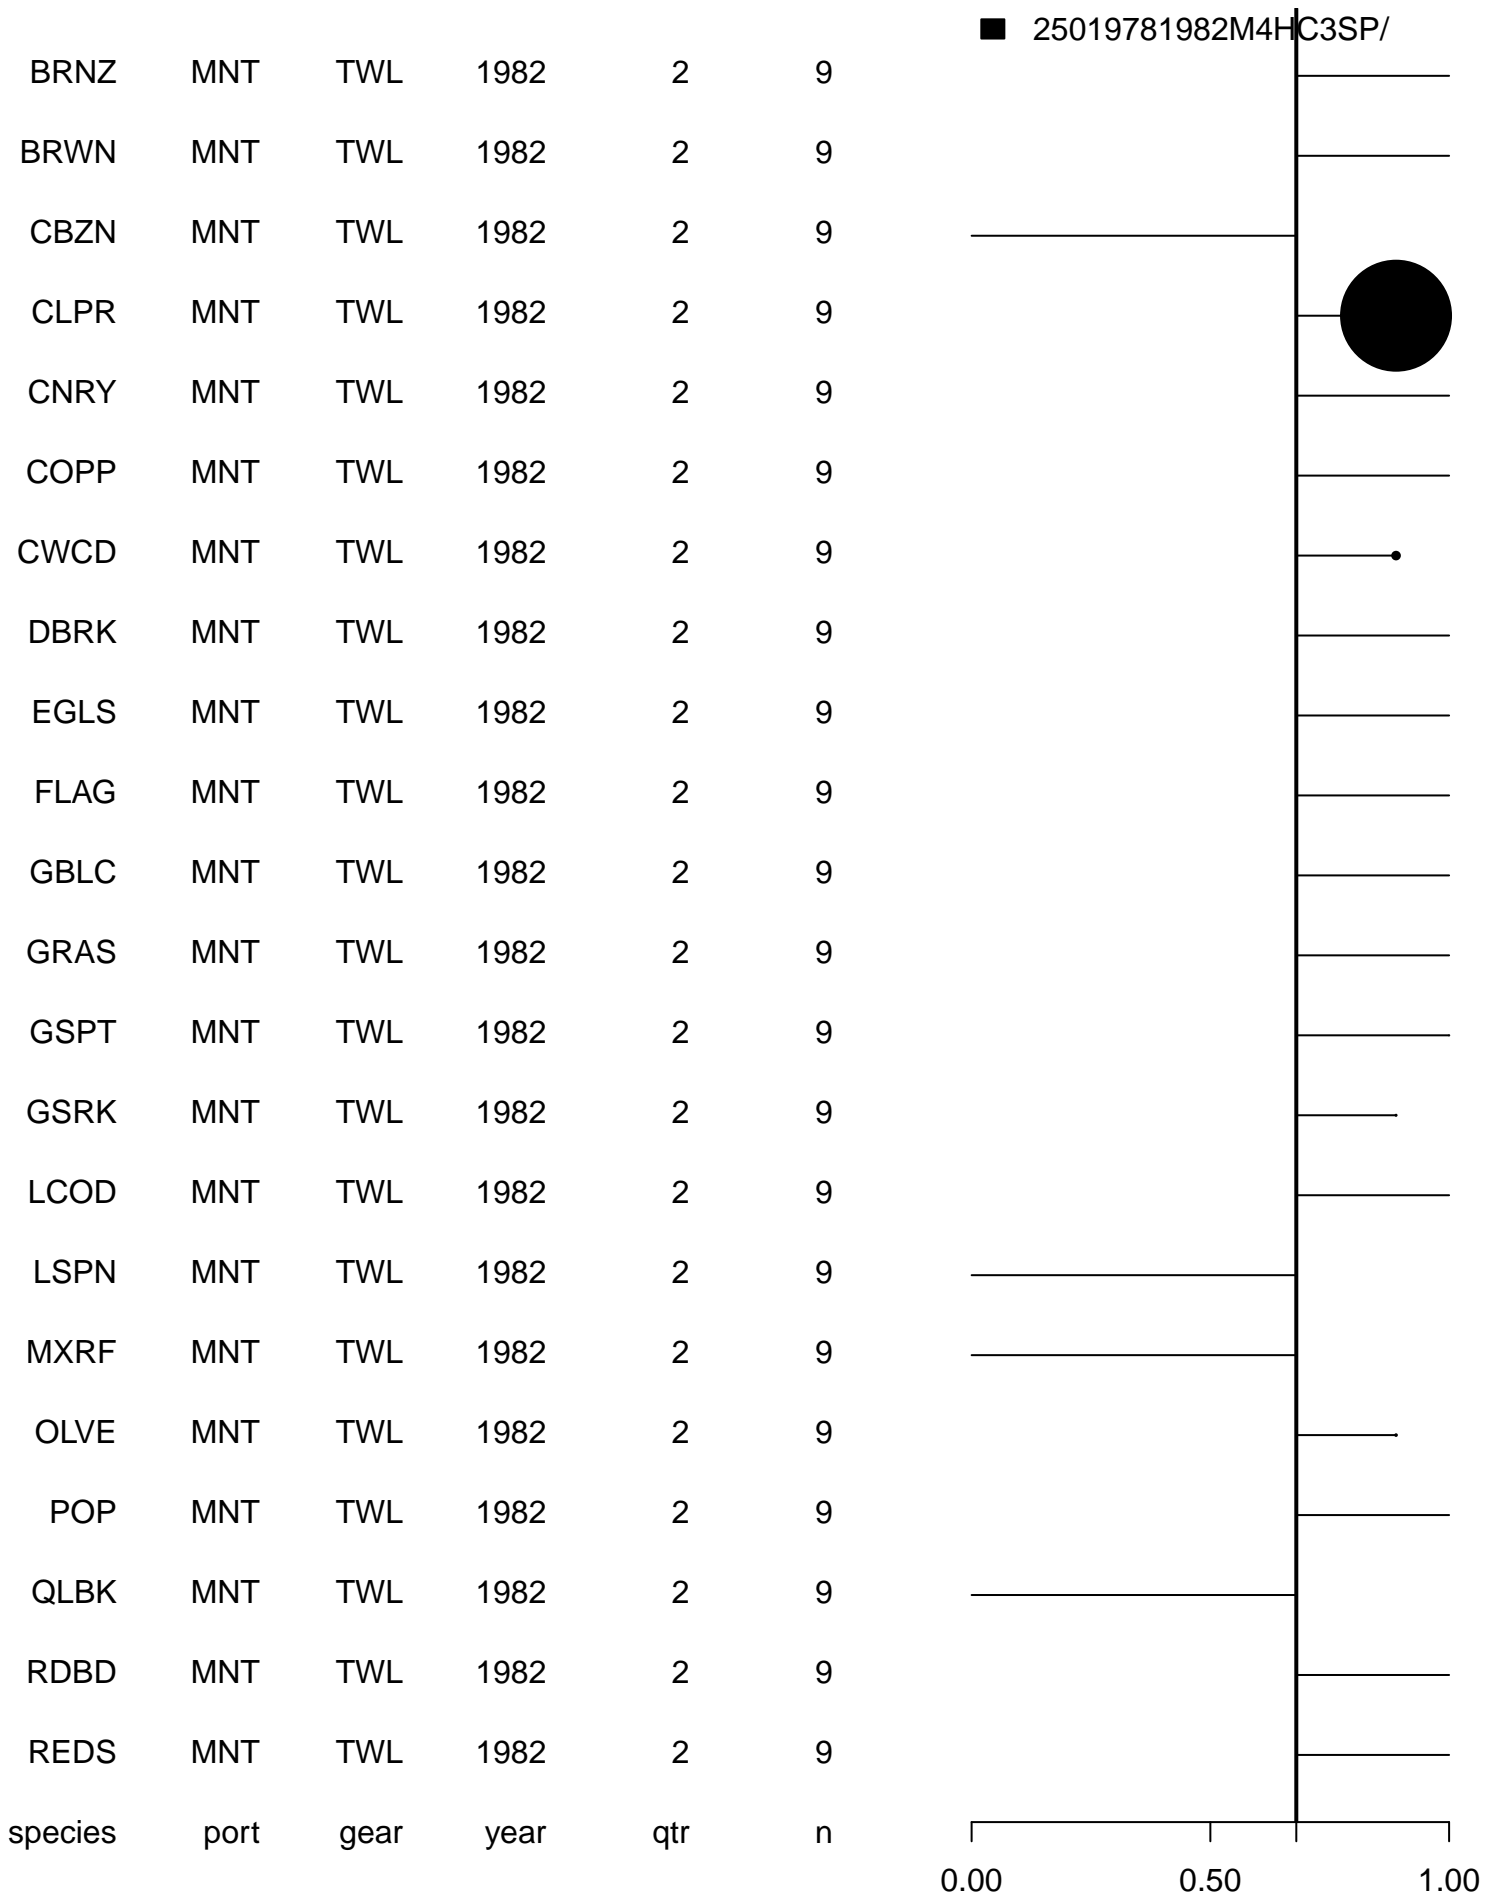 25019781982M4HC3SP/
BRNZ MNT TWL 1982 2 9
BRWN MNT TWL 1982 2 9
CBZN MNT TWL 1982 2 9
CLPR MNT TWL 1982 2 9
CNRY MNT TWL 1982 2 9
COPP MNT TWL 1982 2 9
CWCD MNT TWL 1982 2 9
DBRK MNT TWL 1982 2 9
EGLS MNT TWL 1982 2 9
FLAG MNT TWL 1982 2 9
GBLC MNT TWL 1982 2 9
GRAS MNT TWL 1982 2 9
GSPT MNT TWL 1982 2 9
GSRK MNT TWL 1982 2 9
LCOD MNT TWL 1982 2 9
LSPN MNT TWL 1982 2 9
MXRF MNT TWL 1982 2 9
OLVE MNT TWL 1982 2 9
POP MNT TWL 1982 2 9
QLBK MNT TWL 1982 2 9
RDBD MNT TWL 1982 2 9
REDS MNT TWL 1982 2 9
species port gear year qtr n
0.00 0.50 1.00